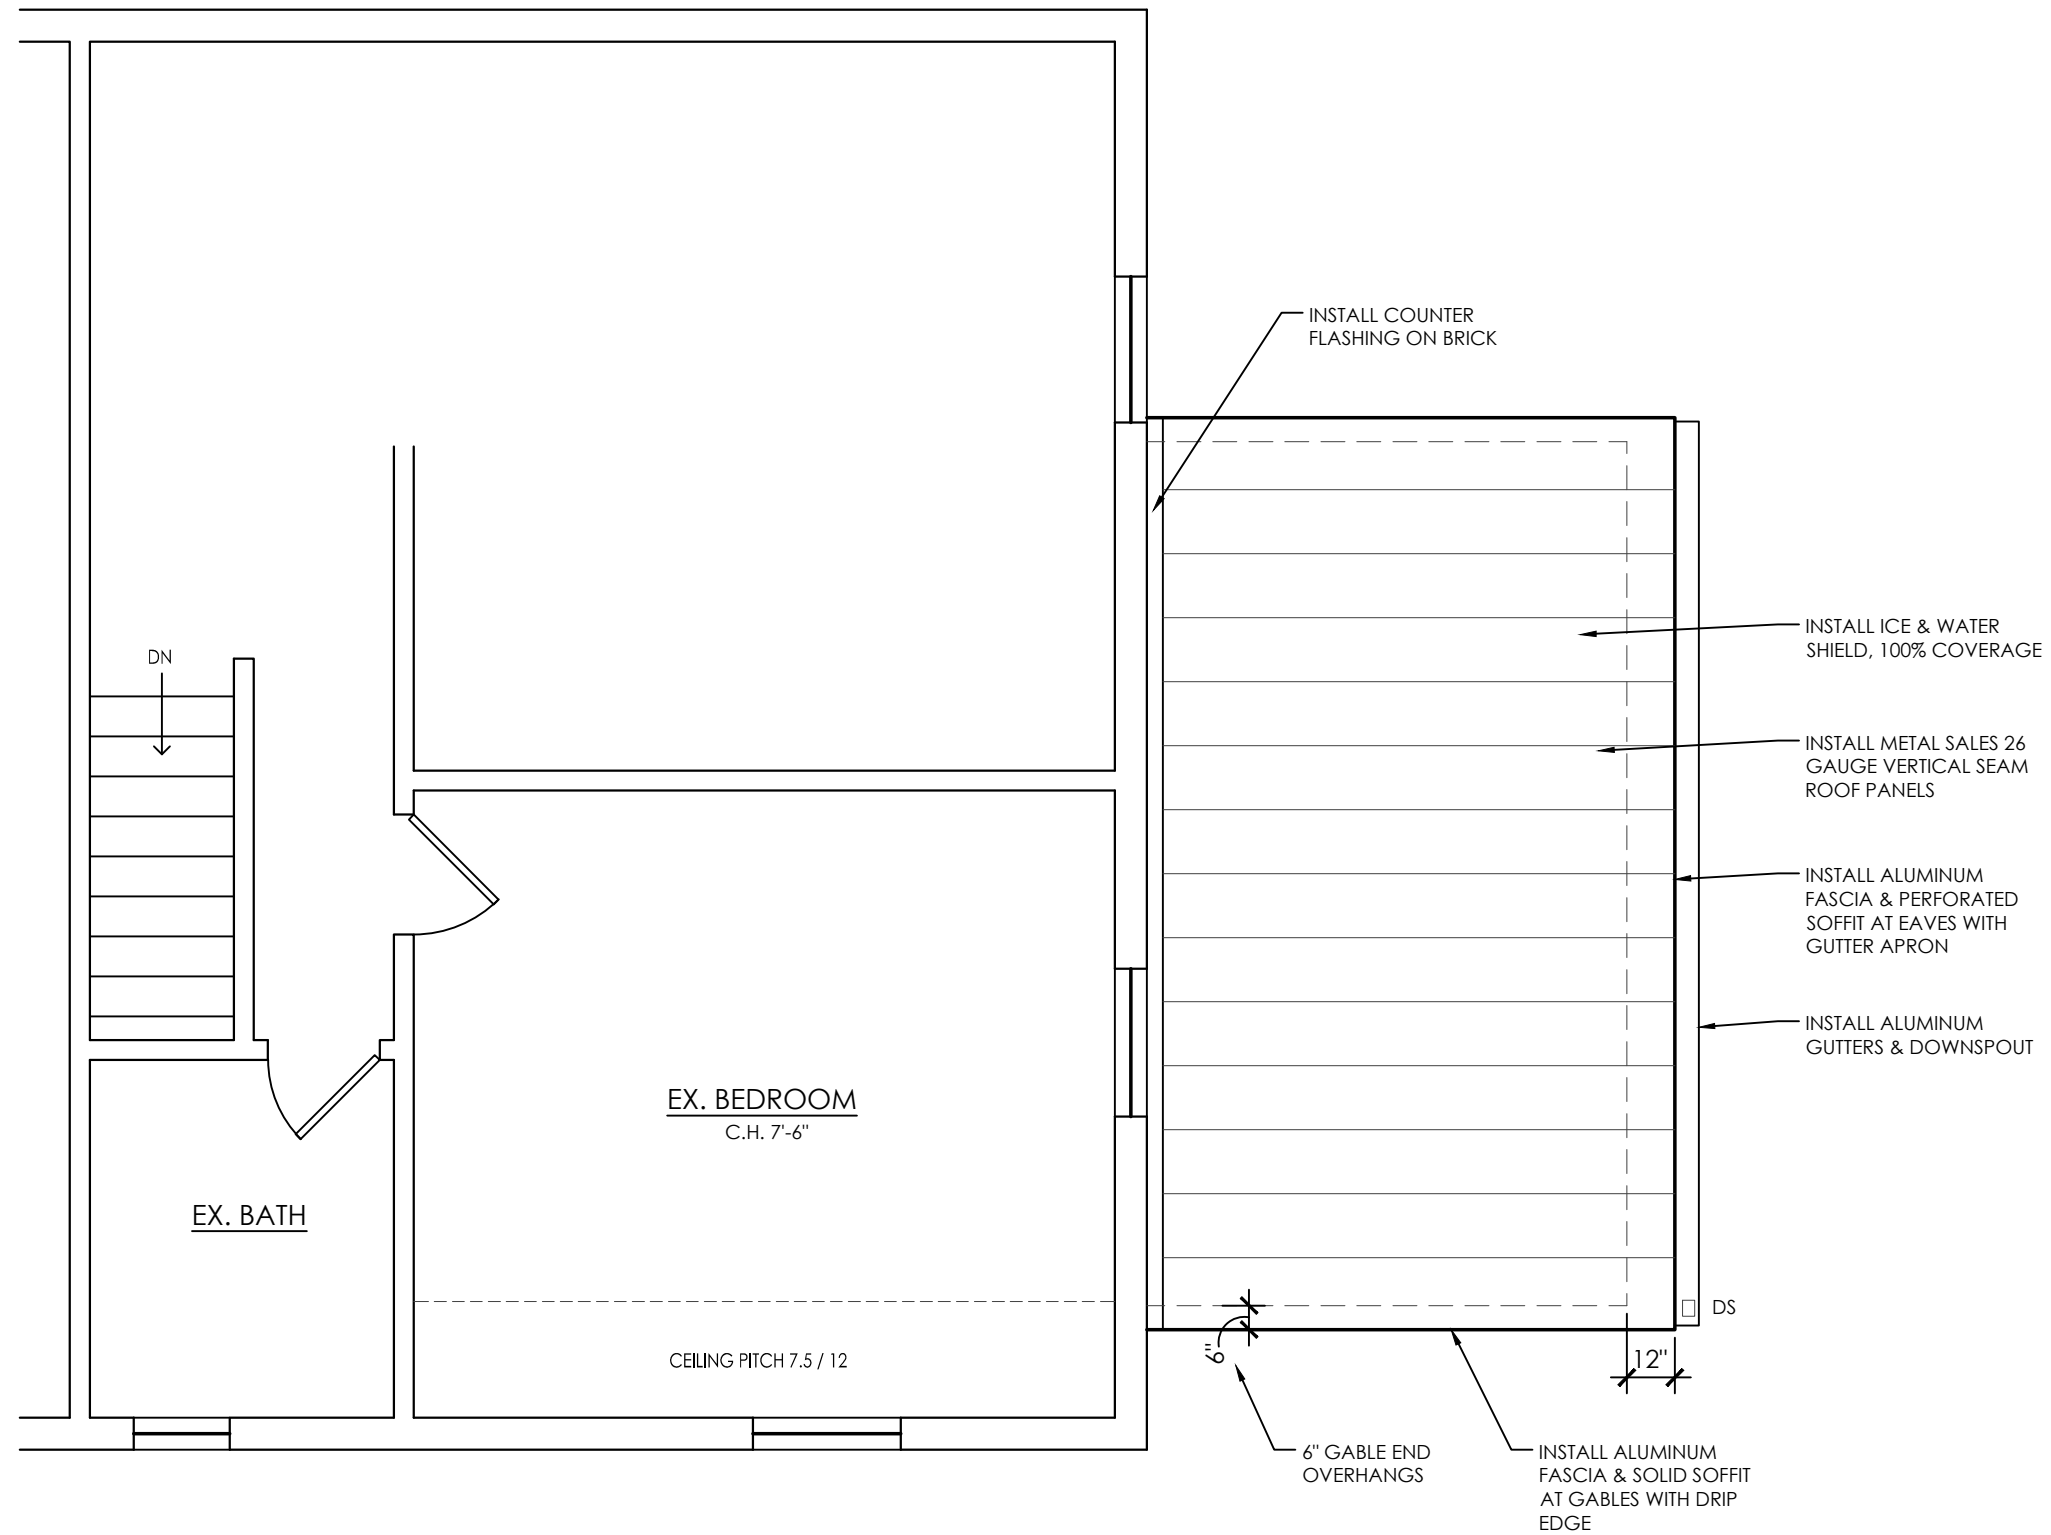 INSTALL COUNTER
FLASHING ON BRICK
INSTALL ICE & WATER
SHIELD, 100% COVERAGE
DN
INSTALL METAL SALES 26
GAUGE VERTICAL SEAM
ROOF PANELS
INSTALL ALUMINUM
FASCIA & PERFORATED
SOFFIT AT EAVES WITH
GUTTER APRON
INSTALL ALUMINUM
GUTTERS & DOWNSPOUT
EX. BEDROOM
C.H. 7'-6"
EX. BATH
DS
6"
12"
CEILING PITCH 7.5 / 12
6" GABLE END
OVERHANGS
INSTALL ALUMINUM
FASCIA & SOLID SOFFIT
AT GABLES WITH DRIP
EDGE